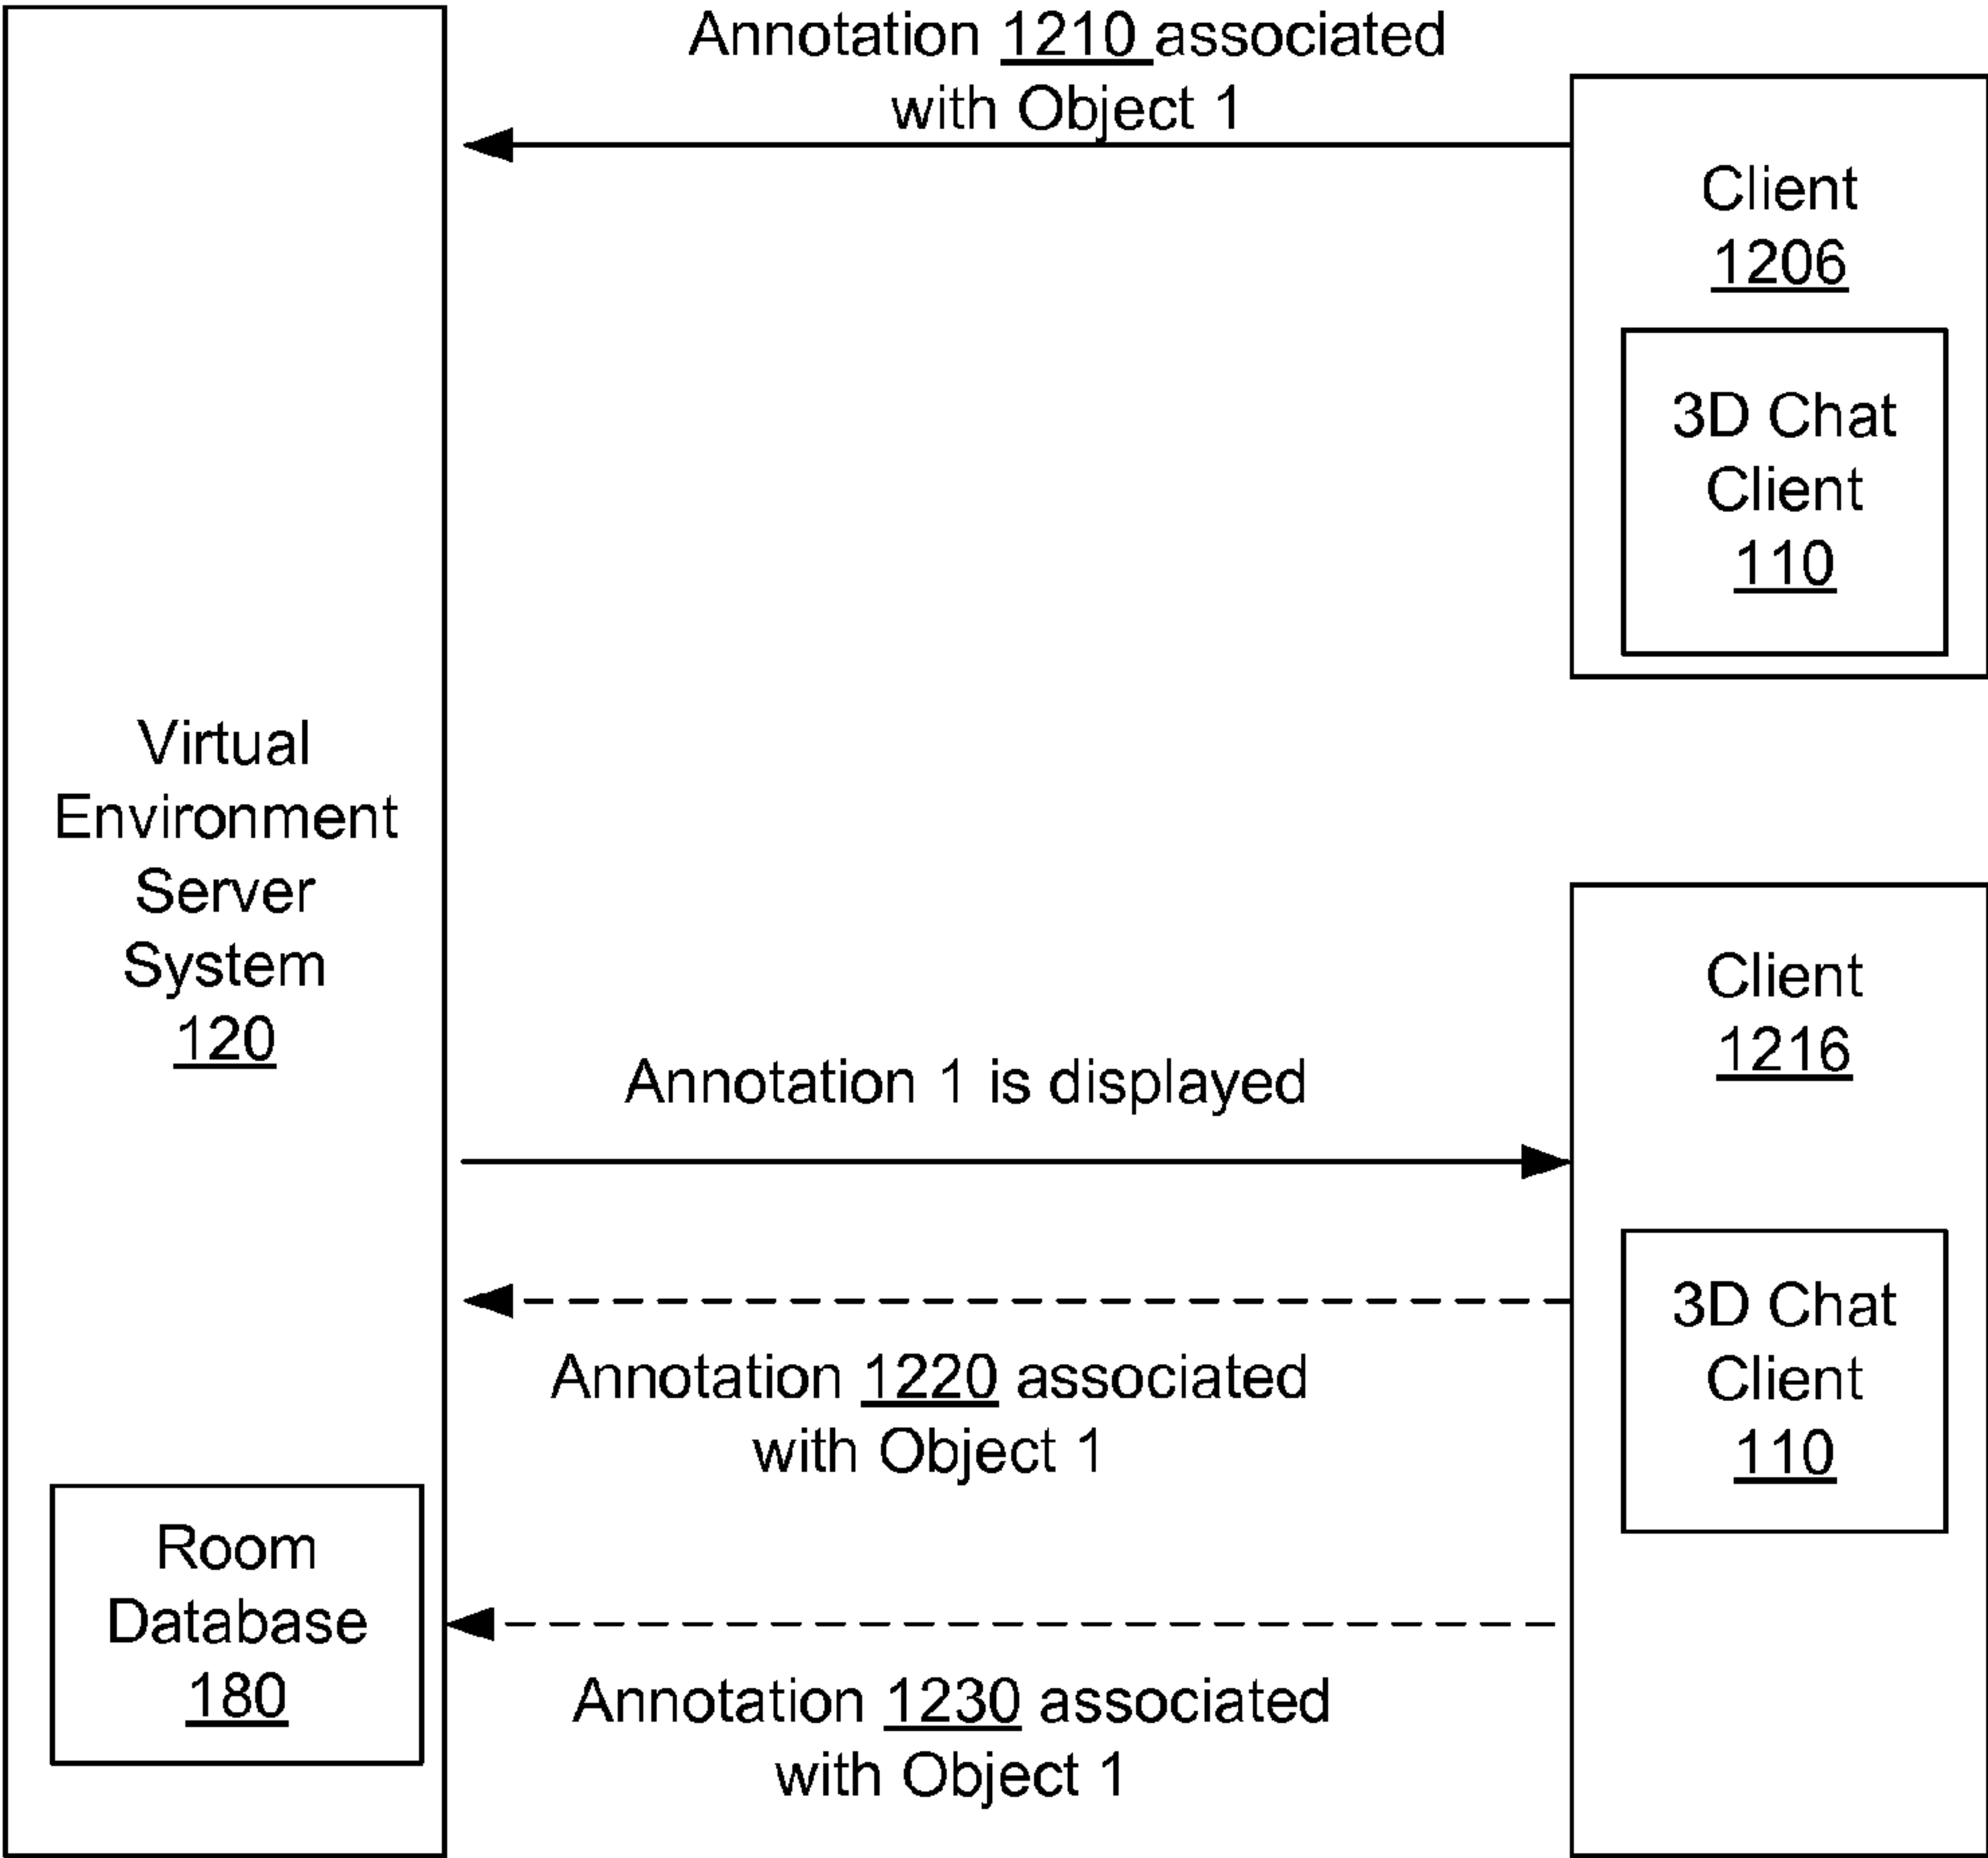 Annotation 1210 associated
with Object 1
Client
1206
3D Chat
Client
110
Virtual
Environment
Server
System
120
Client
1216
Annotation 1 is displayed
3D Chat
Client
110
Annotation 1220 associated
with Object 1
Room
Database
180
Annotation 1230 associated
with Object 1